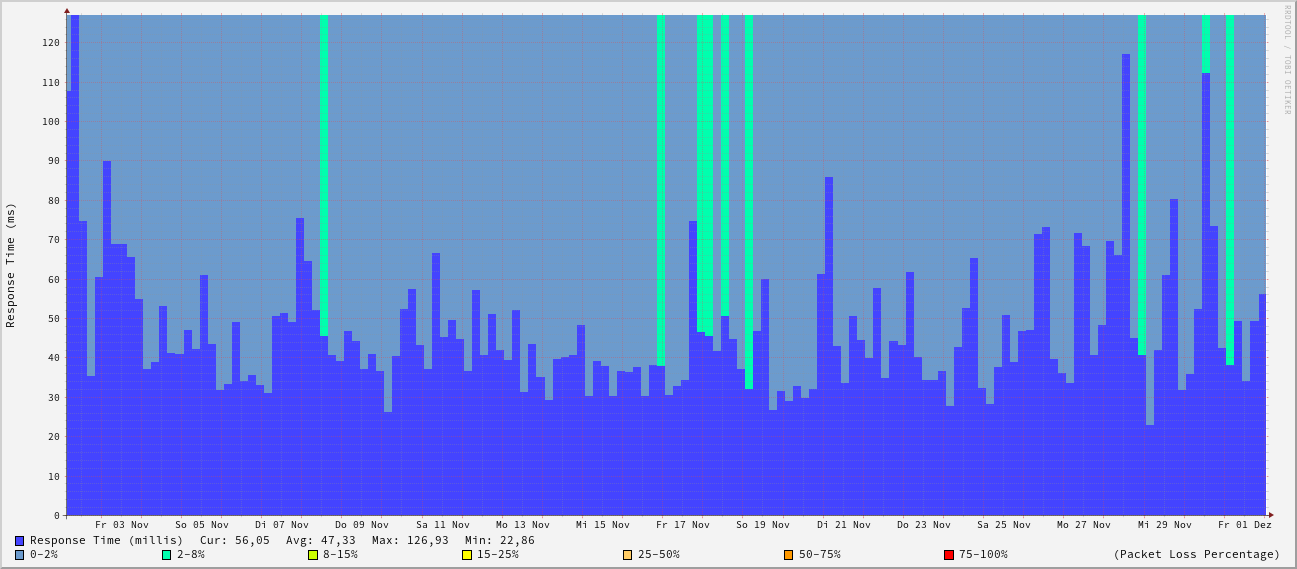 RRDTOOL / TOBI OETIKER
Response Time (ms)
120
110
100
90
80
70
60
50
40
30
20
10
0
Fr 03 Nov So 05 Nov Di 07 Nov Do 09 Nov Sa 11 Nov Mo 13 Nov Mi 15 Nov Fr 17 Nov So 19 Nov Di 21 Nov Do 23 Nov Sa 25 Nov Mo 27 Nov Mi 29 Nov Fr 01 Dez
Response Time (millis) Cur: 56,05 Avg: 47,33 Max: 126,93 Min: 22,86
0-2% 2-8% 8-15% 15-25% 25-50% 50-75% 75-100% (Packet Loss Percentage)